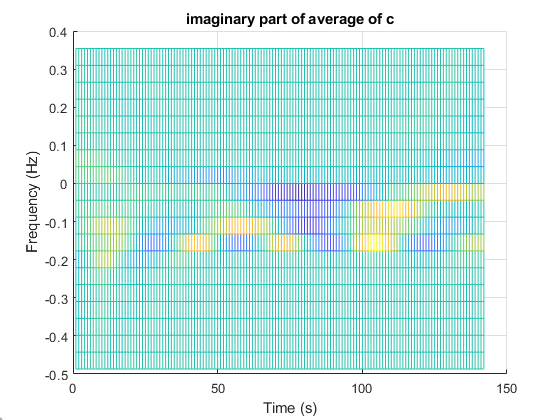 imaginary part of average of c
0.4
0.3
0.2
0.1
0
-0.1
-0.2
-0.3
-0.4
-0.5
Frequency (Hz)
0 50 100 150
Time (s)